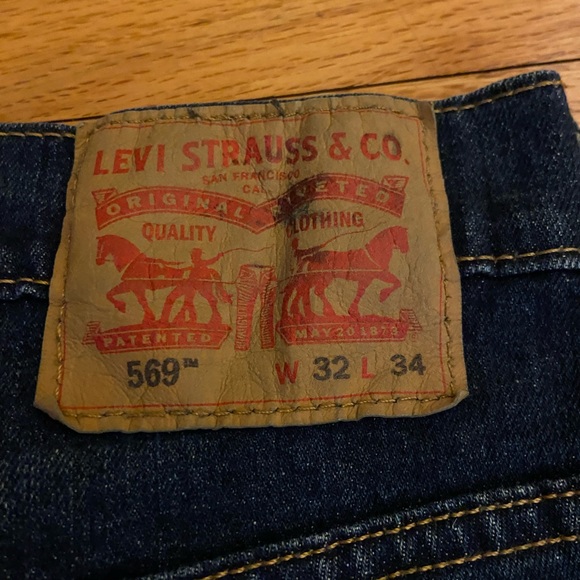 LEVI STRAUSS & CO.
SAN FRANCISCO
CAL.
ORIGINAL RIVETED
QUALITY CLOTHING
PATENTED MAY 20 1873
569™ W 32 L 34